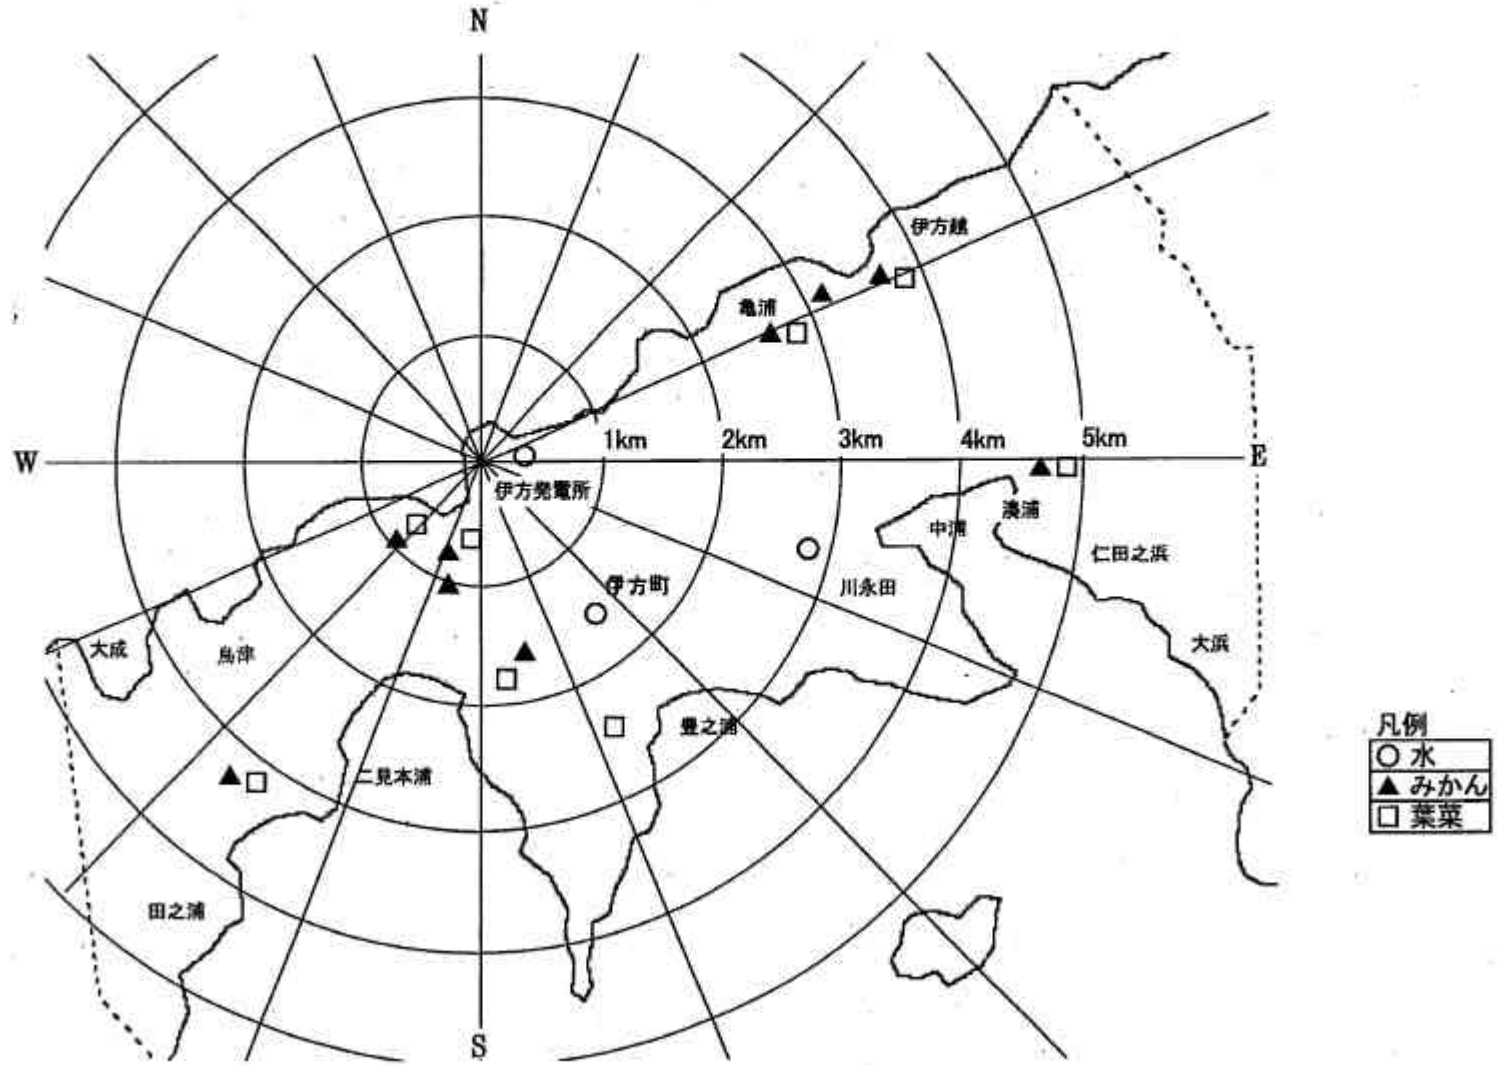 N
伊方越
亀浦
1km 2km 3km 4km 5km
W
E
伊方発電所
湊浦
中浦
仁田之浜
伊方町
川永田
大浜
大成
鳥津
豊之浦
二見本浦
田之浦
S
凡例
水
みかん
葉菜